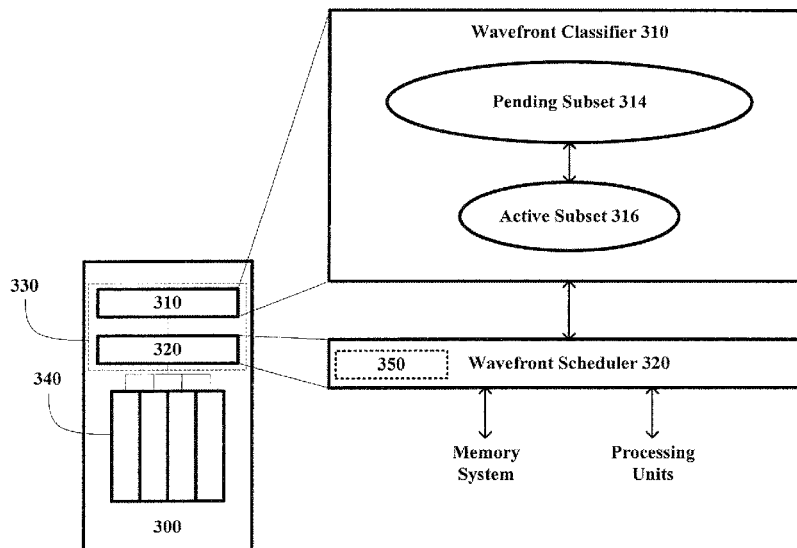 Wavefront Classifier 310
Pending Subset 314
Active Subset 316
330
310
320
350
Wavefront Scheduler 320
340
Memory
System
Processing
Units
300